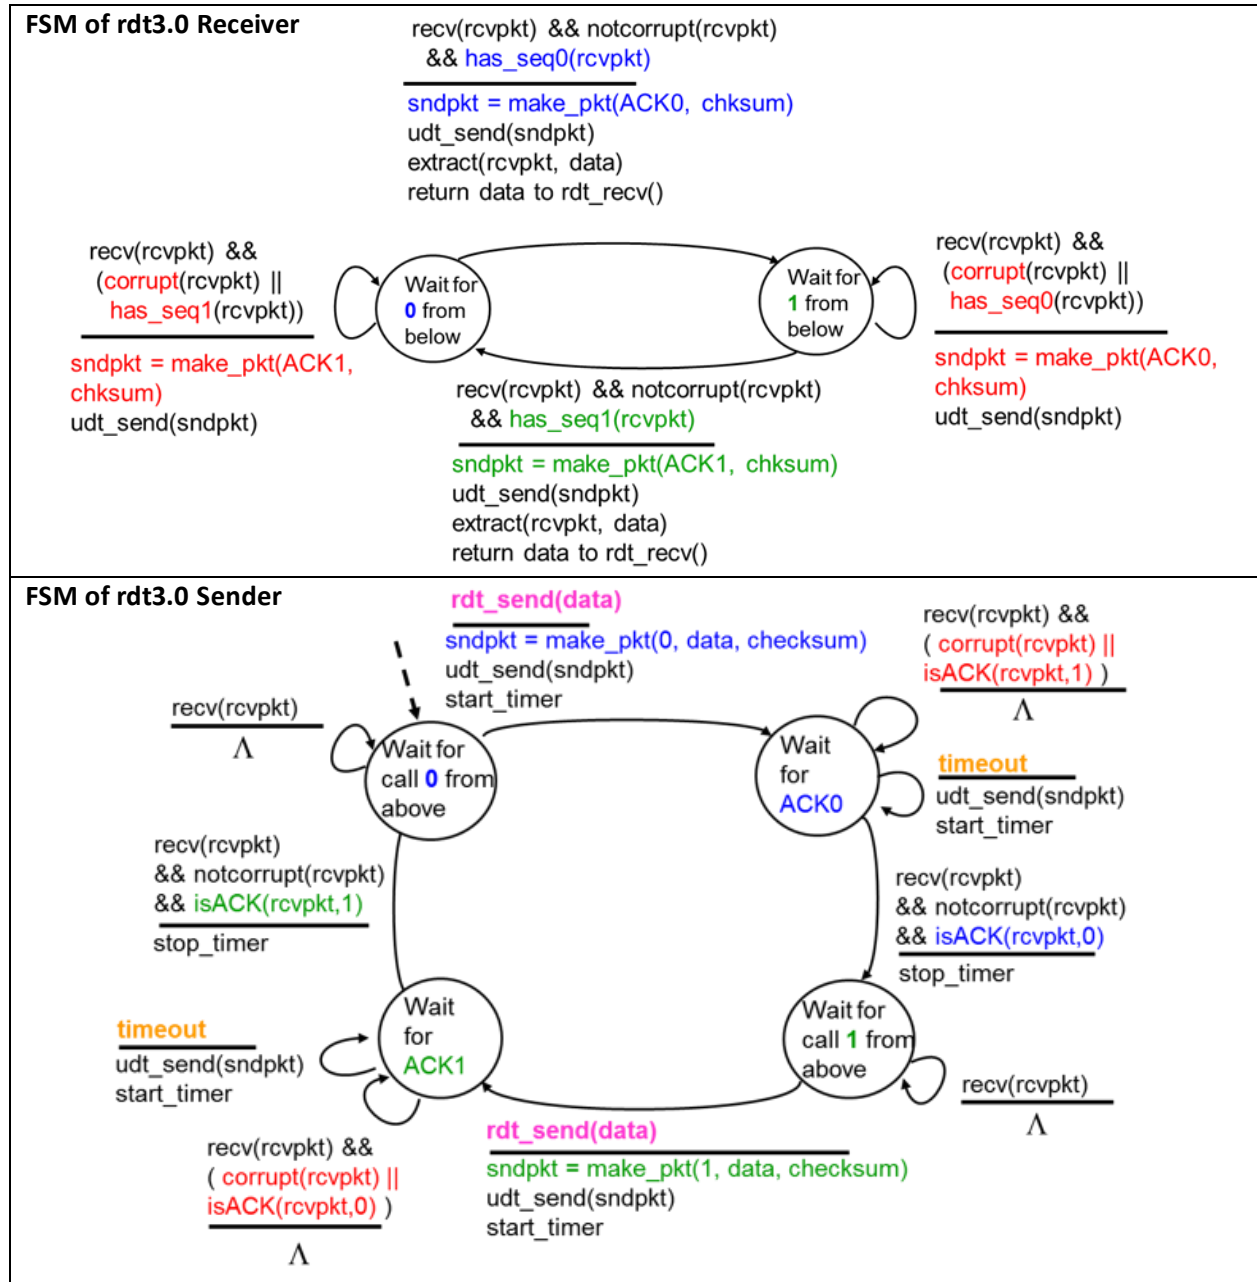 FSM of rdt3.0 Receiver
recv(rcvpkt) && notcorrupt(rcvpkt)
&& has_seq0(rcvpkt)
sndpkt = make_pkt(ACK0, chksum)
udt_send(sndpkt)
extract(rcvpkt, data)
return data to rdt_recv()
recv(rcvpkt) &&
(corrupt(rcvpkt) ||
has_seq1(rcvpkt))
sndpkt = make_pkt(ACK1,
chksum)
udt_send(sndpkt)
Wait for
0 from
below
Wait for
1 from
below
recv(rcvpkt) &&
(corrupt(rcvpkt) ||
has_seq0(rcvpkt))
sndpkt = make_pkt(ACK0,
chksum)
udt_send(sndpkt)
recv(rcvpkt) && notcorrupt(rcvpkt)
&& has_seq1(rcvpkt)
sndpkt = make_pkt(ACK1, chksum)
udt_send(sndpkt)
extract(rcvpkt, data)
return data to rdt_recv()
FSM of rdt3.0 Sender
rdt_send(data)
sndpkt = make_pkt(0, data, checksum)
udt_send(sndpkt)
start_timer
recv(rcvpkt) &&
( corrupt(rcvpkt) ||
isACK(rcvpkt,1) )
Λ
recv(rcvpkt)
Λ
Wait for
call 0 from
above
Wait
for
ACK0
timeout
udt_send(sndpkt)
start_timer
recv(rcvpkt)
&& notcorrupt(rcvpkt)
&& isACK(rcvpkt,1)
stop_timer
recv(rcvpkt)
&& notcorrupt(rcvpkt)
&& isACK(rcvpkt,0)
stop_timer
timeout
udt_send(sndpkt)
start_timer
Wait
for
ACK1
Wait for
call 1 from
above
recv(rcvpkt)
Λ
recv(rcvpkt) &&
( corrupt(rcvpkt) ||
isACK(rcvpkt,0) )
Λ
rdt_send(data)
sndpkt = make_pkt(1, data, checksum)
udt_send(sndpkt)
start_timer